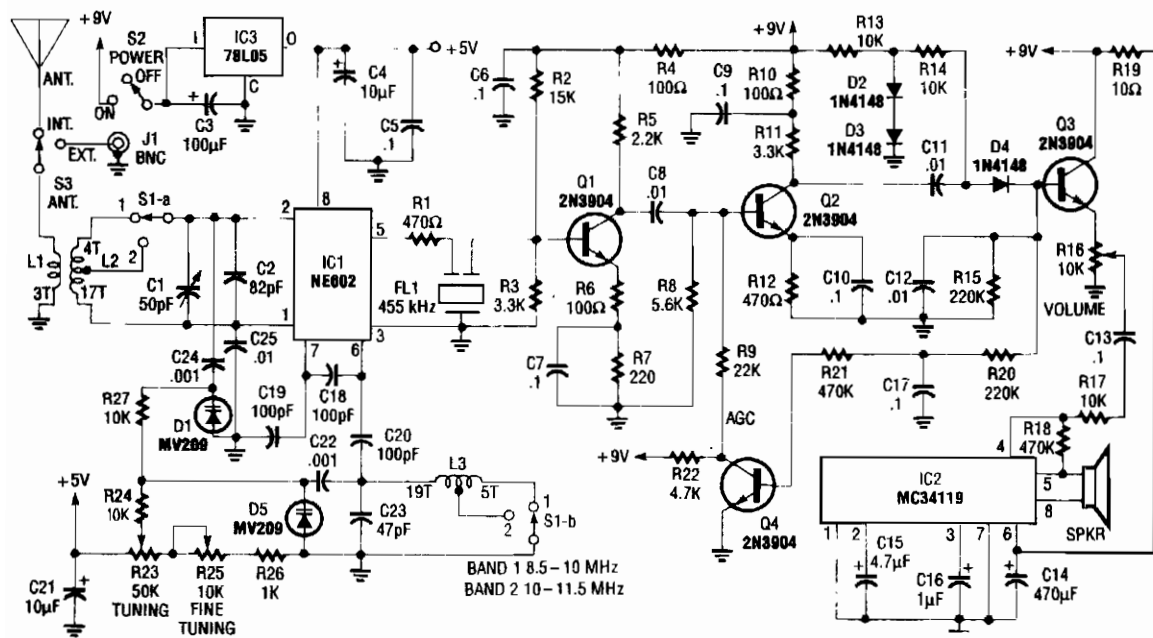 +9V
S2
POWER
OFF
ON
1
IC3
78L05
O
C
C3
100µF
+
ANT.
INT.
EXT.
J1
BNC
S3
ANT.
+
C4
10µF
C5
.1
+5V
S1-a
1
2
L1
3T
4T
L2
17T
C1
50pF
C2
82pF
C24
.001
C25
.01
2
8
5
1
3
7
6
IC1
NE602
R1
470Ω
FL1
455 kHz
C19
100pF
C18
100pF
R27
10K
D1
MV209
C22
.001
C20
100pF
+5V
R24
10K
D5
MV209
C23
47pF
L3
19T
5T
1
2
S1-b
C21
10µF
+
R23
50K
TUNING
R25
10K
FINE
TUNING
R26
1K
BAND 1 8.5–10 MHz
BAND 2 10–11.5 MHz
C6
.1
R2
15K
R3
3.3K
R4
100Ω
R5
2.2K
Q1
2N3904
C8
.01
R6
100Ω
C7
.1
R7
220
R8
5.6K
R9
22K
AGC
+9V
C9
.1
R10
100Ω
R11
3.3K
R13
10K
R14
10K
D2
1N4148
D3
1N4148
Q2
2N3904
C11
.01
D4
1N4148
R12
470Ω
C10
.1
C12
.01
R15
220K
+9V
R19
10Ω
Q3
2N3904
R16
10K
VOLUME
C13
.1
R21
470K
C17
.1
R20
220K
R17
10K
R18
470K
+9V
R22
4.7K
Q4
2N3904
4
IC2
MC34119
5
8
SPKR
1
2
3
7
6
C15
4.7µF
+
C16
1µF
+
C14
470µF
+